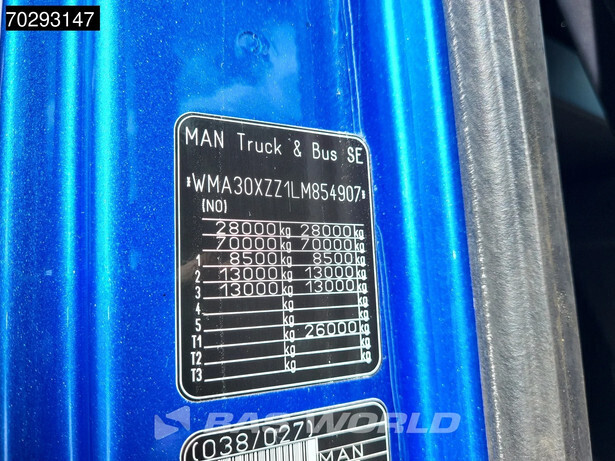 70293147
MAN Truck & Bus SE
*WMA30XZZ1LM854907*
(NO)
28000 kg 28000 kg
70000 kg 70000 kg
1 8500 kg 8500 kg
2 13000 kg 13000 kg
3 13000 kg 13000 kg
4 kg kg
5 kg kg
T1 kg 26000 kg
T2 kg kg
T3 kg kg
BAS WORLD
(038/027)
MAN